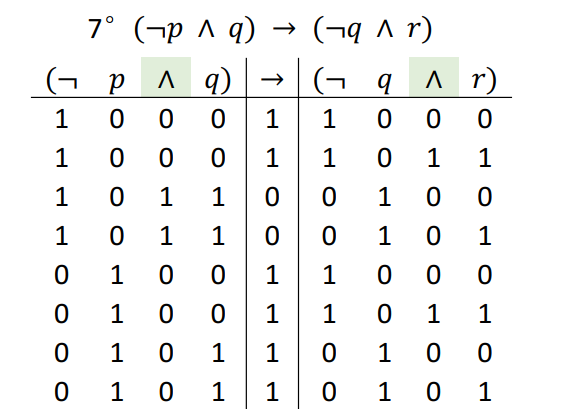 7° (¬p ∧ q) → (¬q ∧ r)
(¬ p ∧ q) → (¬ q ∧ r)
1 0 0 0 1 1 0 0 0
1 0 0 0 1 1 0 1 1
1 0 1 1 0 0 1 0 0
1 0 1 1 0 0 1 0 1
0 1 0 0 1 1 0 0 0
0 1 0 0 1 1 0 1 1
0 1 0 1 1 0 1 0 0
0 1 0 1 1 0 1 0 1